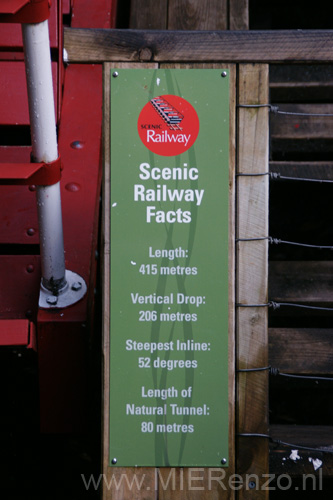 SCENIC
Railway
Scenic
Railway
Facts
Length:
415 metres
Vertical Drop:
206 metres
Steepest Inline:
52 degrees
Length of
Natural Tunnel:
80 metres
www.MIERenzo.nl